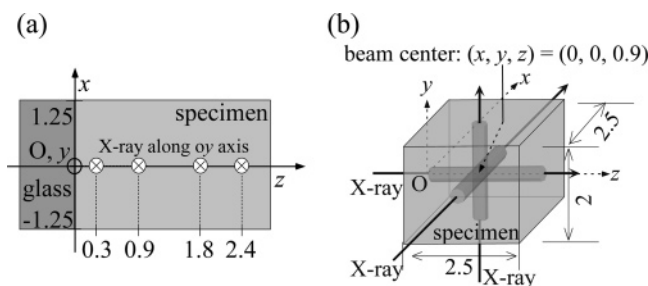 (a)
x
1.25
specimen
O, y
X-ray along oy axis
z
glass
-1.25
0.3
0.9
1.8
2.4
(b)
beam center: (x, y, z) = (0, 0, 0.9)
y
x
2.5
X-ray
O
z
2
specimen
X-ray
2.5
X-ray